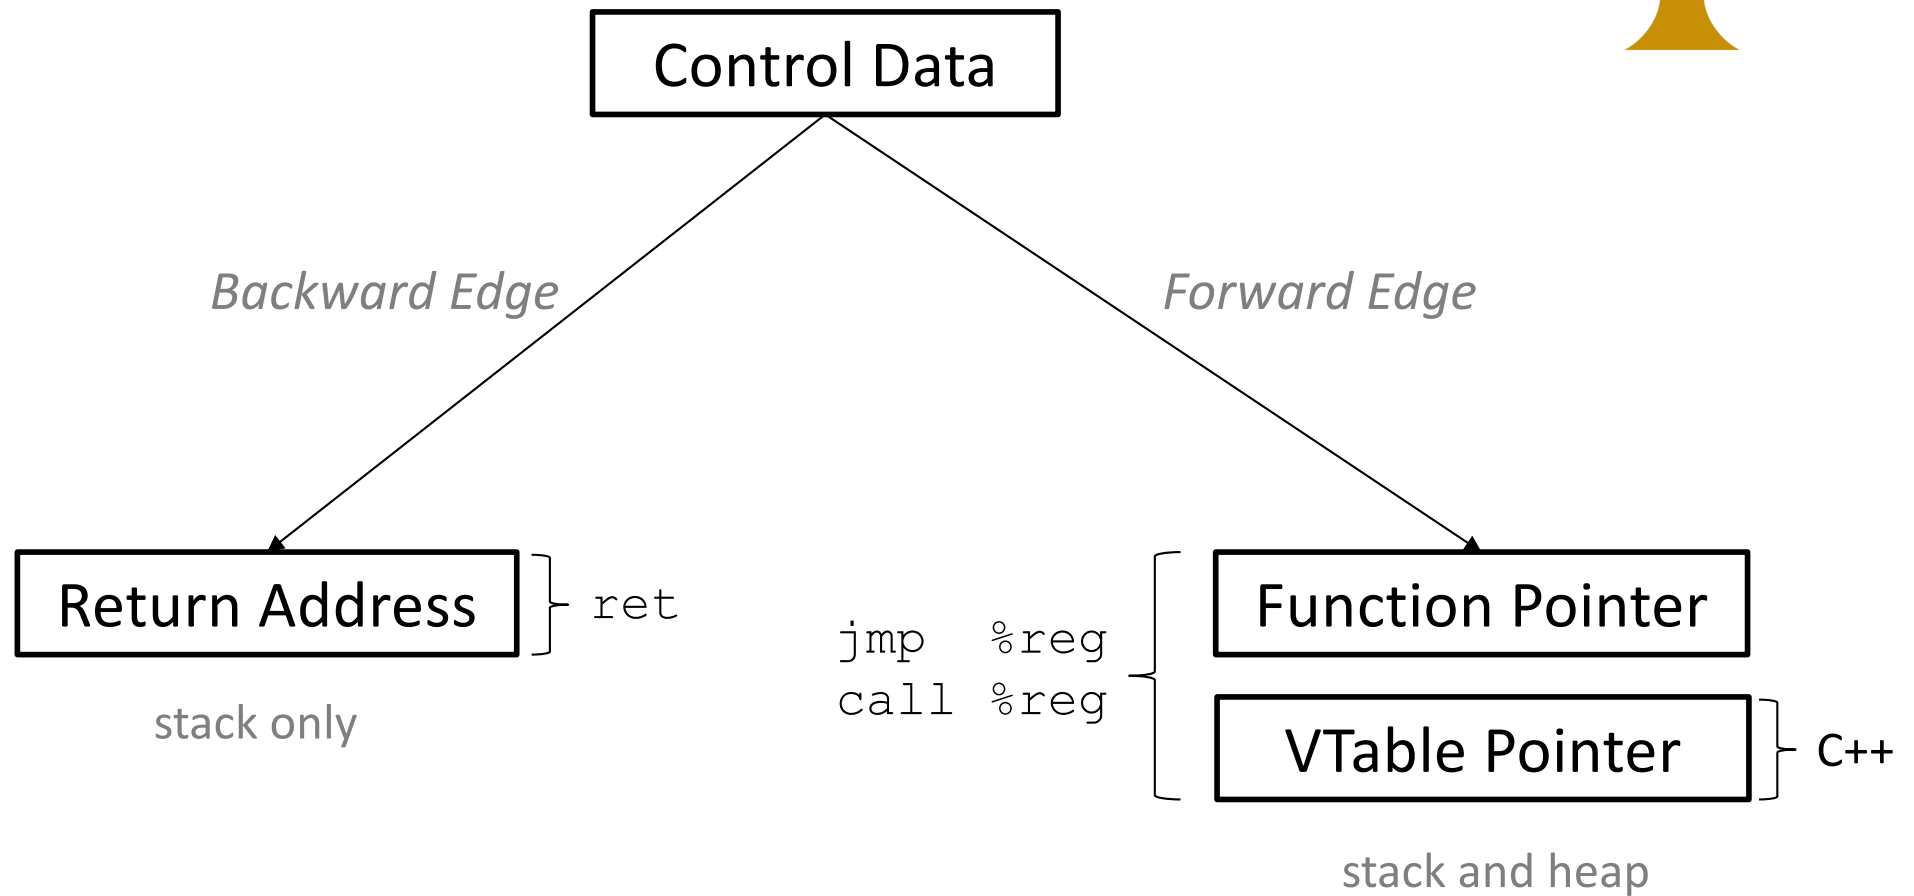 Control Data
Backward Edge
Forward Edge
Return Address
ret
stack only
jmp %reg
call %reg
Function Pointer
VTable Pointer
C++
stack and heap